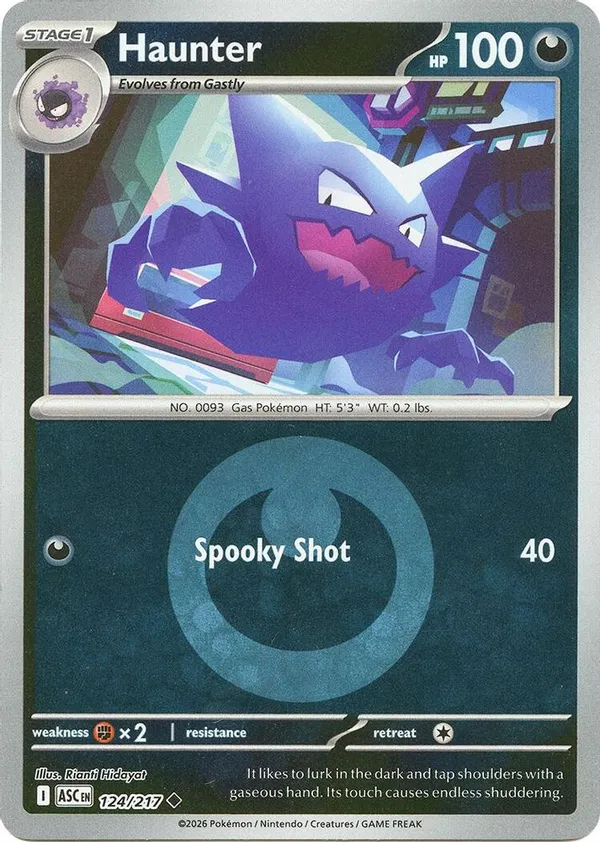 STAGE 1
Haunter
HP 100
Evolves from Gastly
NO. 0093 Gas Pokémon HT: 5'3" WT: 0.2 lbs.
Spooky Shot 40
weakness ×2 resistance retreat
Illus. Rianti Hidayat
It likes to lurk in the dark and tap shoulders with a
gaseous hand. Its touch causes endless shuddering.
I ASC EN 124/217
©2026 Pokémon / Nintendo / Creatures / GAME FREAK